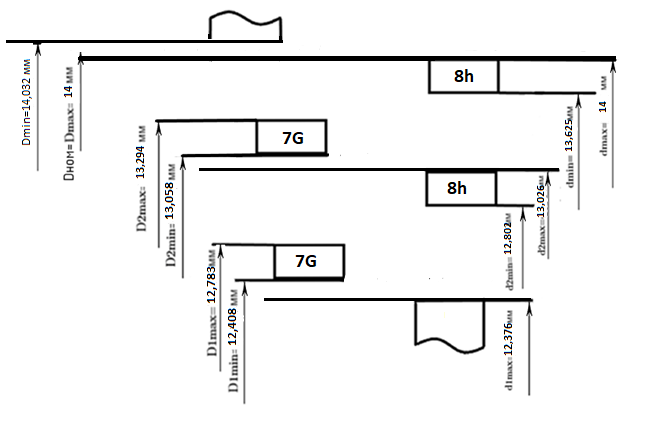 Dmin=14,032 мм
Dном=Dmax= 14 мм
8h
dmin= 13,625мм
dmax= 14 мм
7G
D2max= 13,294 мм
D2min= 13,058 мм
8h
d2min= 12,802мм
d2max=13,026мм
7G
D1max= 12,783мм
D1min= 12,408 мм
d1max=12,376мм